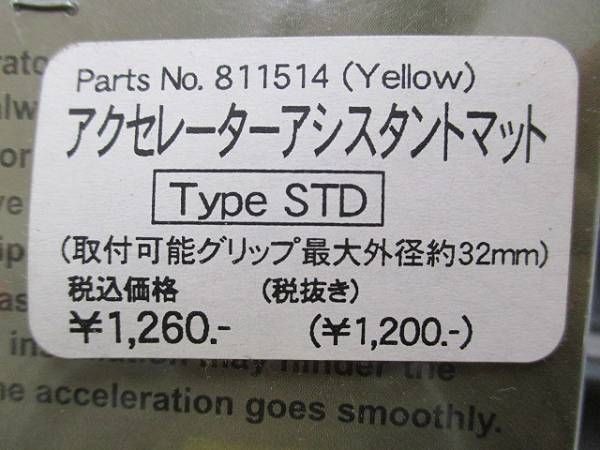 Parts No. 811514 (Yellow)
アクセレーターアシスタントマット
Type STD
(取付可能グリップ最大外径約32mm)
税込価格 (税抜き)
¥1,260.- (¥1,200.-)
may hinder the
acceleration goes smoothly.